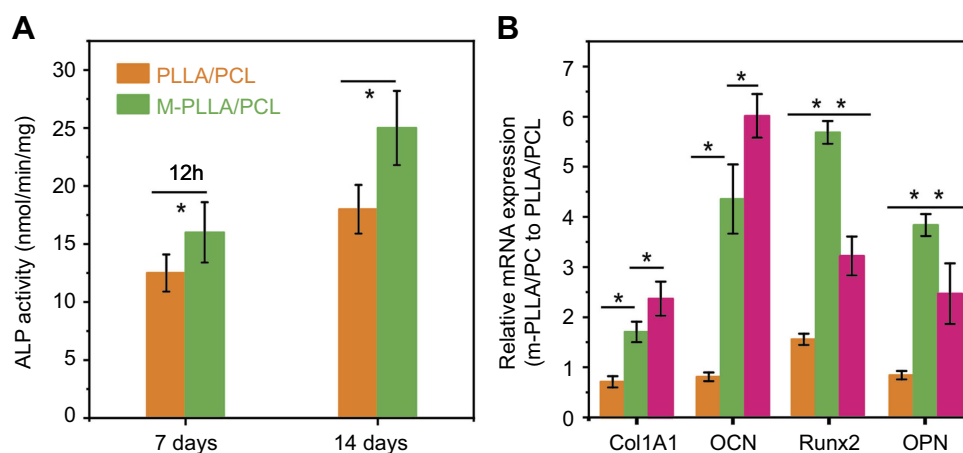 A
ALP activity (nmol/min/mg)
30
25
20
15
10
5
0
PLLA/PCL
M-PLLA/PCL
12h
*
*
7 days
14 days
B
Relative mRNA expression
(m-PLLA/PC to PLLA/PCL
7
6
5
4
3
2
1
0
*
*
*
*
* *
* *
Col1A1
OCN
Runx2
OPN